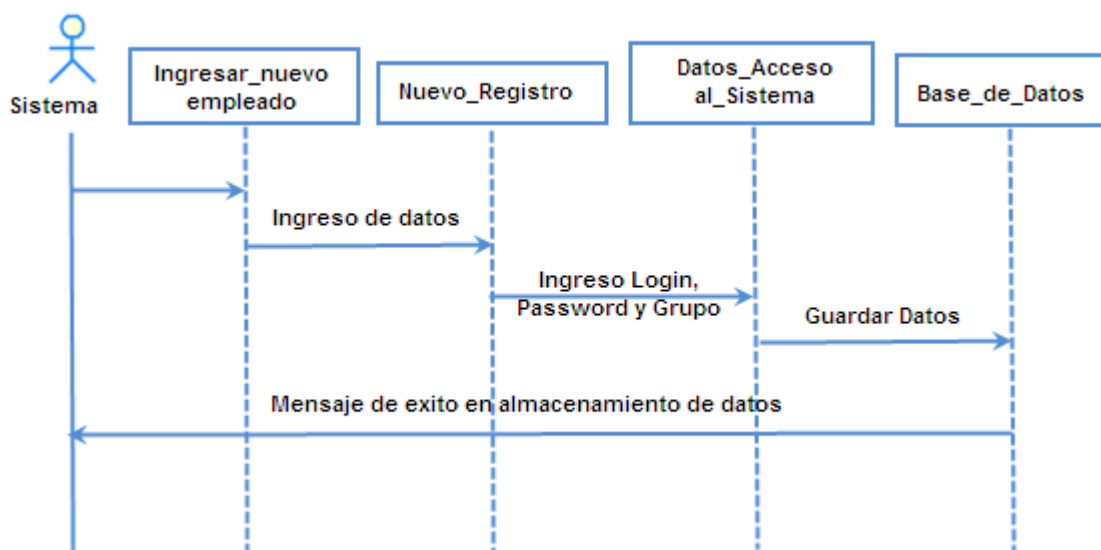 Sistema
Ingresar_nuevo
empleado
Nuevo_Registro
Datos_Acceso
al_Sistema
Base_de_Datos
Ingreso de datos
Ingreso Login,
Password y Grupo
Guardar Datos
Mensaje de exito en almacenamiento de datos